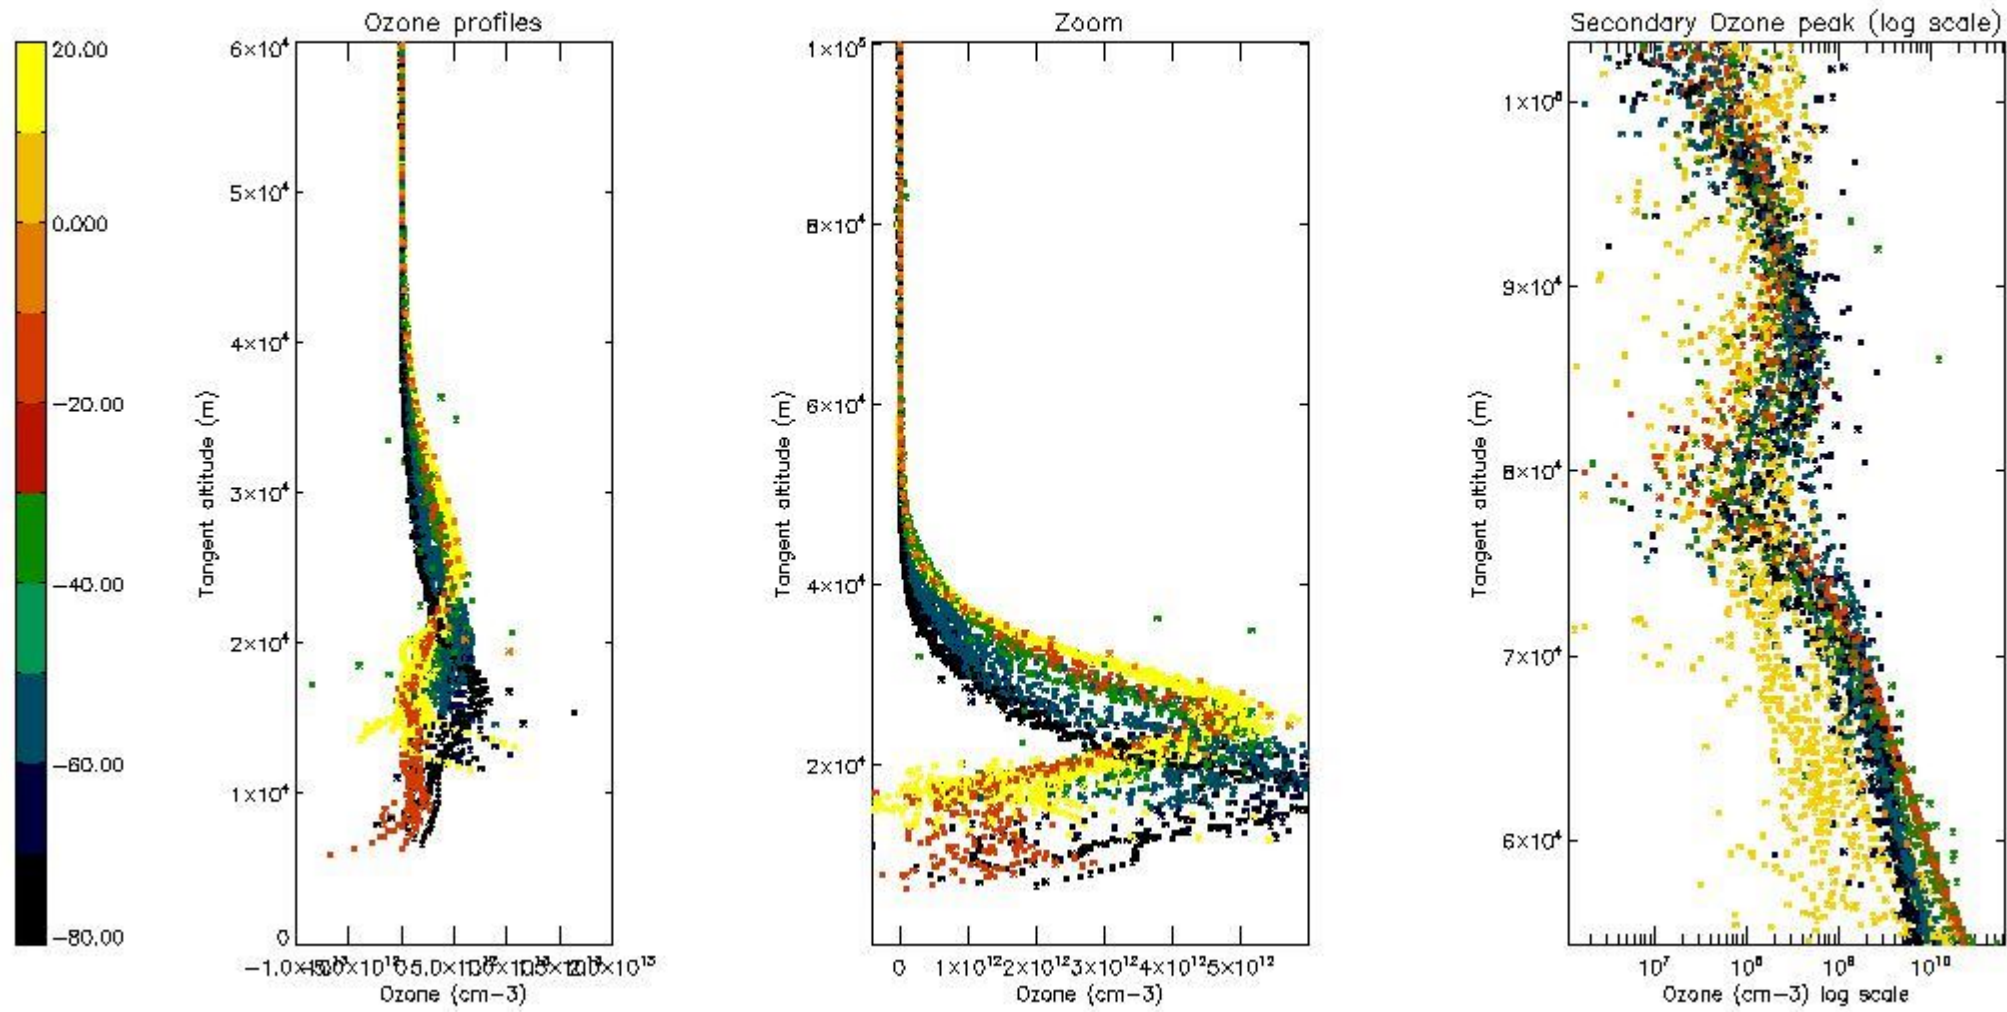 Ozone profiles
Zoom
Secondary Ozone peak (log scale)
20.00
0.000
−20.00
−40.00
−60.00
−80.00
6×10⁴
5×10⁴
4×10⁴
3×10⁴
2×10⁴
1×10⁴
0
Tangent altitude (m)
Ozone (cm−3)
1×10⁵
8×10⁴
6×10⁴
4×10⁴
2×10⁴
Tangent altitude (m)
0 1×10¹² 2×10¹² 3×10¹² 4×10¹² 5×10¹²
Ozone (cm−3)
9×10⁴
8×10⁴
7×10⁴
6×10⁴
Tangent altitude (m)
10⁷ 10⁸ 10⁹ 10¹⁰
Ozone (cm−3) log scale